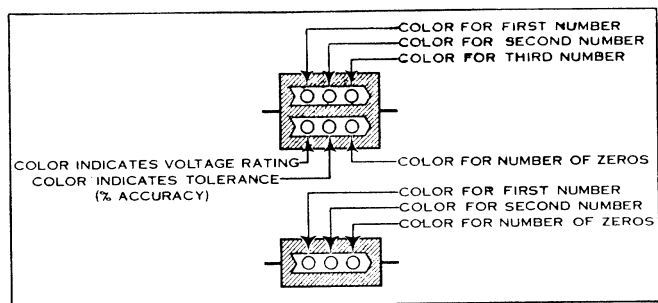 COLOR FOR FIRST NUMBER
COLOR FOR SECOND NUMBER
COLOR FOR THIRD NUMBER
COLOR INDICATES VOLTAGE RATING
COLOR FOR NUMBER OF ZEROS
COLOR INDICATES TOLERANCE
(% ACCURACY)
COLOR FOR FIRST NUMBER
COLOR FOR SECOND NUMBER
COLOR FOR NUMBER OF ZEROS